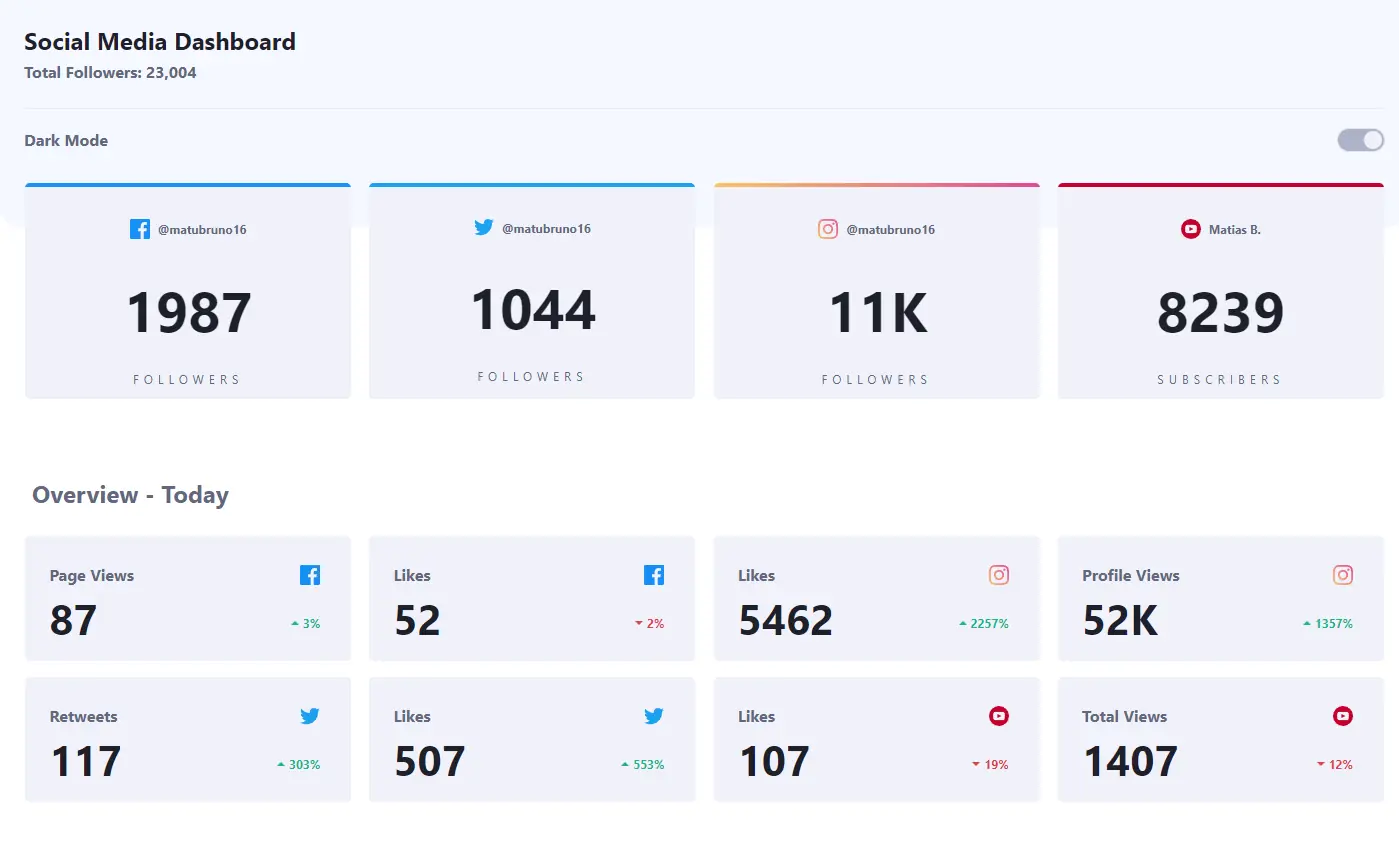 Social Media Dashboard
Total Followers: 23,004
Dark Mode
@matubruno16
1987
FOLLOWERS
@matubruno16
1044
FOLLOWERS
@matubruno16
11K
FOLLOWERS
Matias B.
8239
SUBSCRIBERS
Overview - Today
Page Views
87
3%
Likes
52
2%
Likes
5462
2257%
Profile Views
52K
1357%
Retweets
117
303%
Likes
507
553%
Likes
107
19%
Total Views
1407
12%